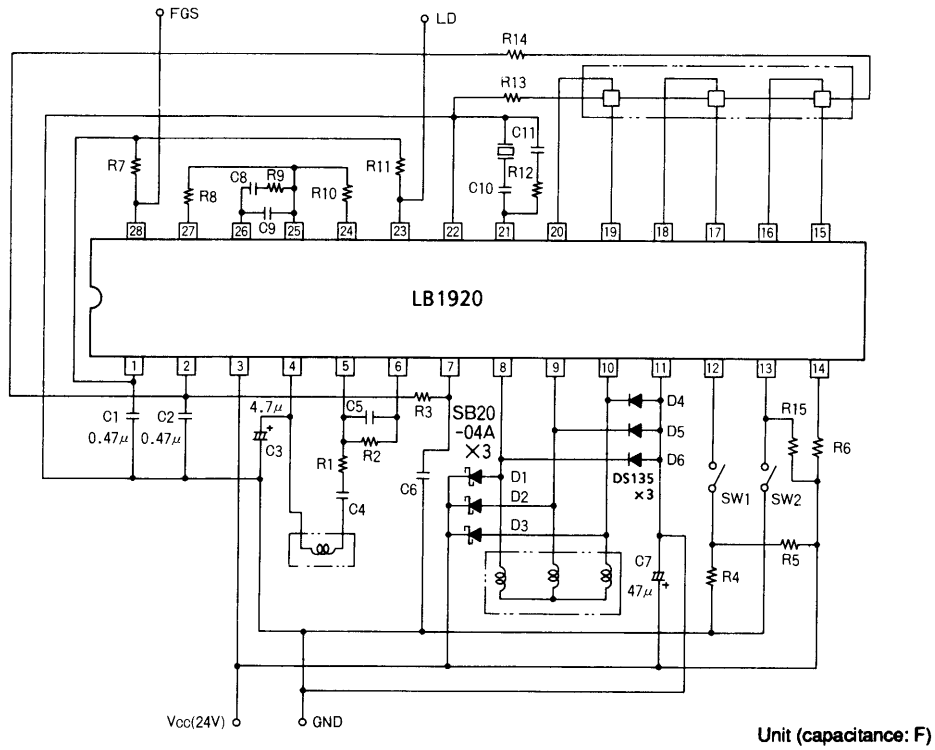 FGS
LD
R14
R13
C11
R7
R11
C8
R9
R8
R10
C9
C10
R12
28
27
26
25
24
23
22
21
20
19
18
17
16
15
LB1920
1
2
3
4
5
6
7
8
9
10
11
12
13
14
4.7μ
C5
R3
SB20
-04A
×3
D4
R15
C1
C2
+
C3
R2
D5
R6
0.47μ
0.47μ
R1
C6
D6
DS135
×3
D1
D2
D3
SW1
SW2
C4
C7
47μ
+
R4
R5
Vcc(24V)
GND
Unit (capacitance: F)